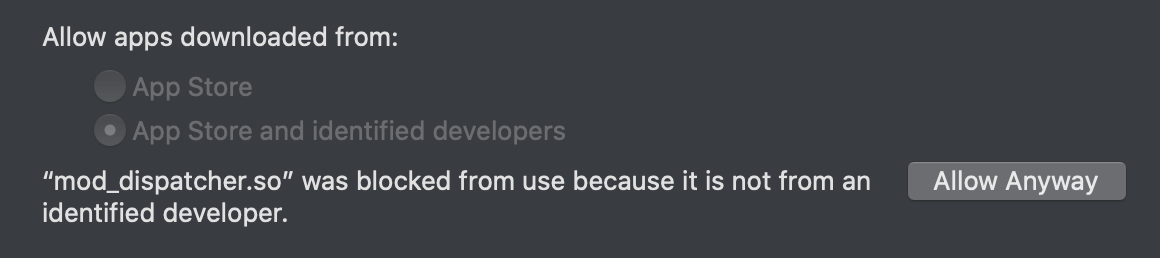 Allow apps downloaded from:
App Store
App Store and identified developers
“mod_dispatcher.so” was blocked from use because it is not from an
identified developer.
Allow Anyway